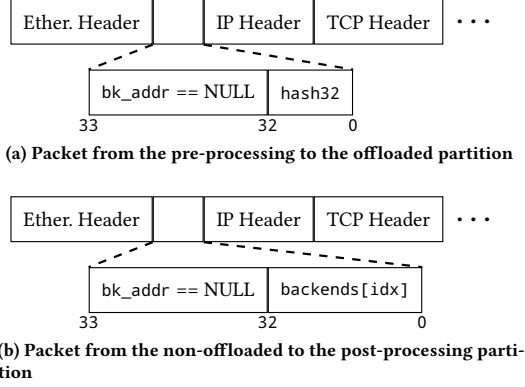 Ether. Header IP Header TCP Header ···
bk_addr == NULL hash32
33 32 0
(a) Packet from the pre-processing to the offloaded partition
Ether. Header IP Header TCP Header ···
bk_addr == NULL backends[idx]
33 32 0
(b) Packet from the non-offloaded to the post-processing parti-
tion